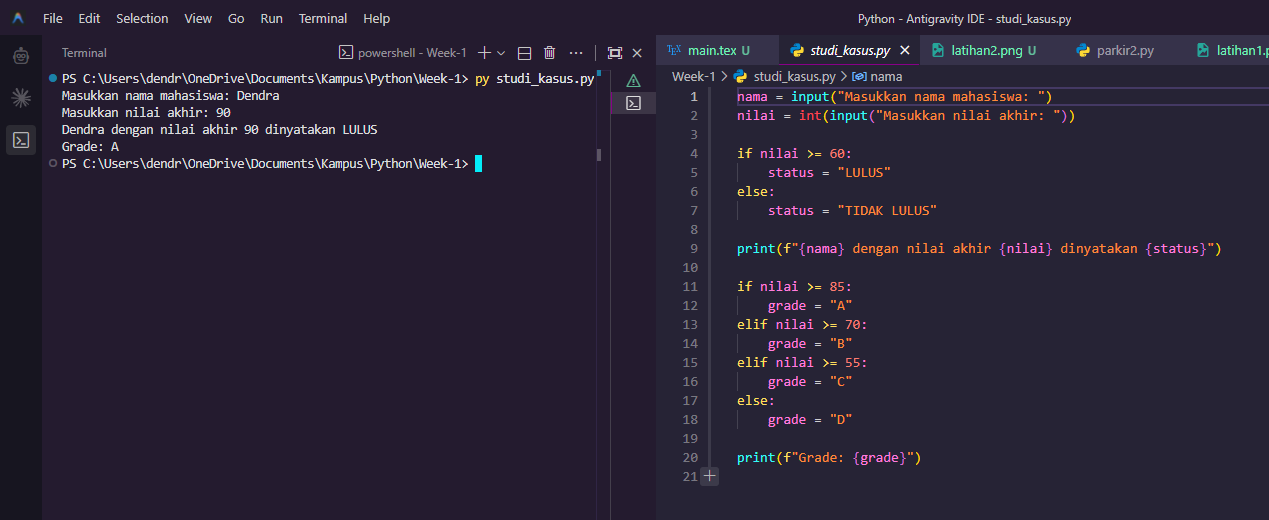 File Edit Selection View Go Run Terminal Help
Python - Antigravity IDE - studi_kasus.py
Terminal
powershell - Week-1
PS C:\Users\dendr\OneDrive\Documents\Kampus\Python\Week-1> py studi_kasus.py
Masukkan nama mahasiswa: Dendra
Masukkan nilai akhir: 90
Dendra dengan nilai akhir 90 dinyatakan LULUS
Grade: A
PS C:\Users\dendr\OneDrive\Documents\Kampus\Python\Week-1>
TEX main.tex U studi_kasus.py latihan2.png U parkir2.py latihan1.p
Week-1 > studi_kasus.py > nama
1 nama = input("Masukkan nama mahasiswa: ")
2 nilai = int(input("Masukkan nilai akhir: "))
3
4 if nilai >= 60:
5     status = "LULUS"
6 else:
7     status = "TIDAK LULUS"
8
9 print(f"{nama} dengan nilai akhir {nilai} dinyatakan {status}")
10
11 if nilai >= 85:
12     grade = "A"
13 elif nilai >= 70:
14     grade = "B"
15 elif nilai >= 55:
16     grade = "C"
17 else:
18     grade = "D"
19
20 print(f"Grade: {grade}")
21